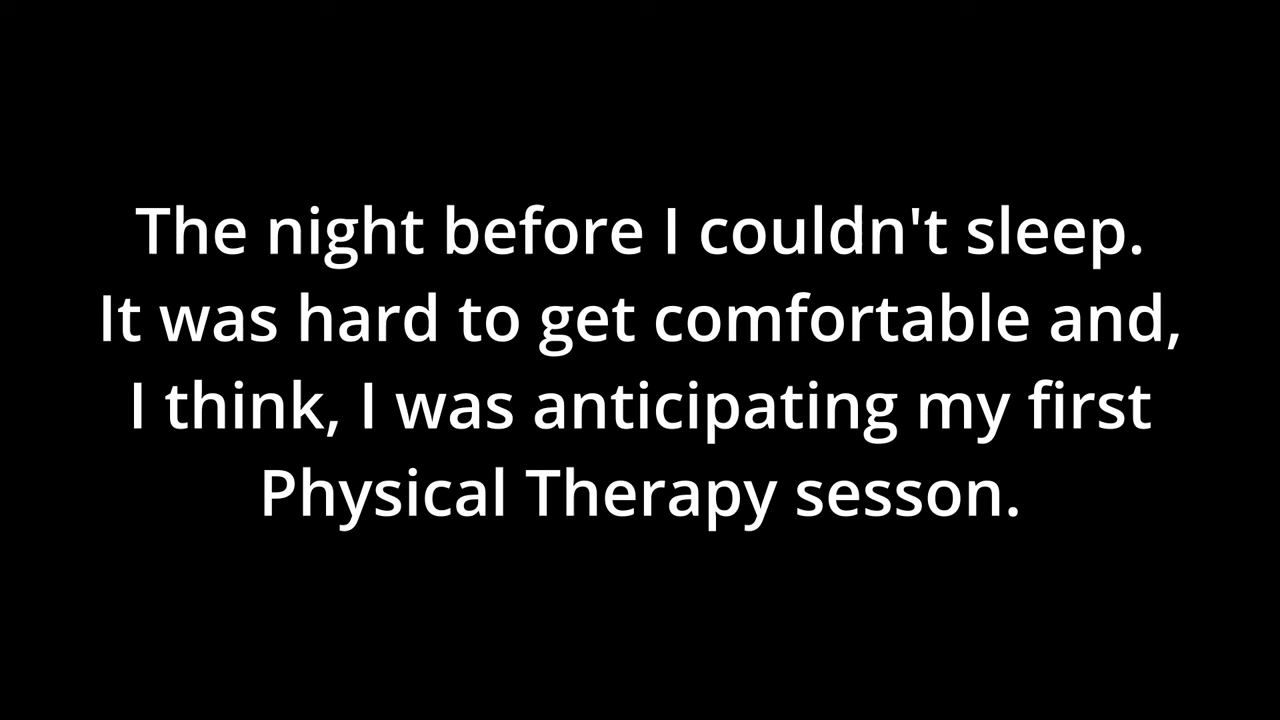 The night before I couldn't sleep.
It was hard to get comfortable and,
I think, I was anticipating my first
Physical Therapy sesson.